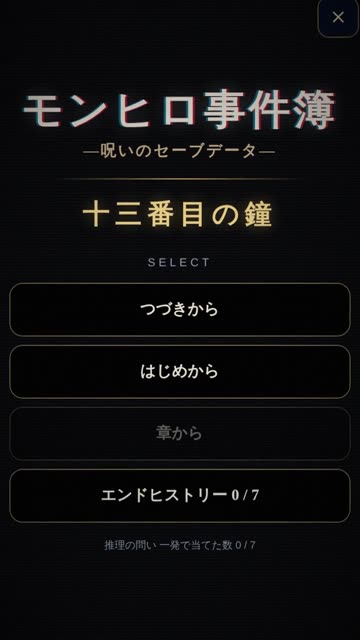 モンヒロ事件簿
―呪いのセーブデータ―
十三番目の鐘
SELECT
つづきから
はじめから
章から
エンドヒストリー 0 / 7
推理の問い 一発で当てた数 0 / 7